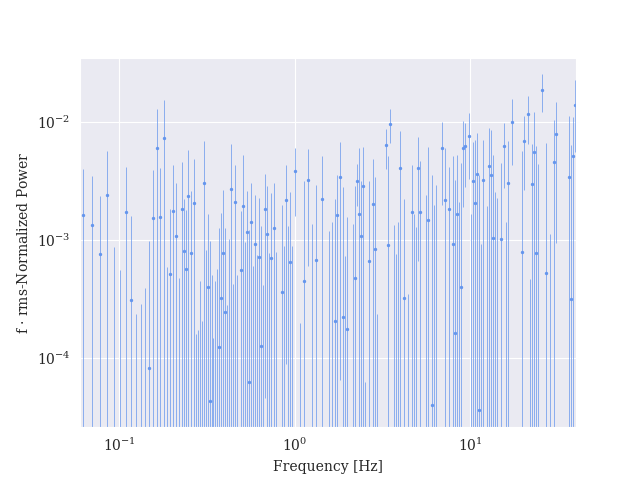 10⁻²
10⁻³
10⁻⁴
f · rms-Normalized Power
10⁻¹ 10⁰ 10¹
Frequency [Hz]